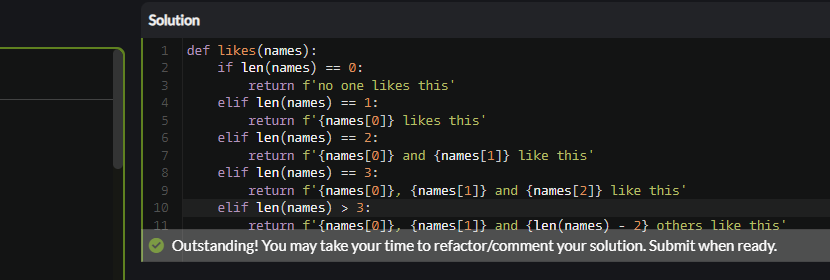 Solution
1 def likes(names):
2     if len(names) == 0:
3         return f'no one likes this'
4     elif len(names) == 1:
5         return f'{names[0]} likes this'
6     elif len(names) == 2:
7         return f'{names[0]} and {names[1]} like this'
8     elif len(names) == 3:
9         return f'{names[0]}, {names[1]} and {names[2]} like this'
10     elif len(names) > 3:
11         return f'{names[0]}, {names[1]} and {len(names) - 2} others like this'
Outstanding! You may take your time to refactor/comment your solution. Submit when ready.